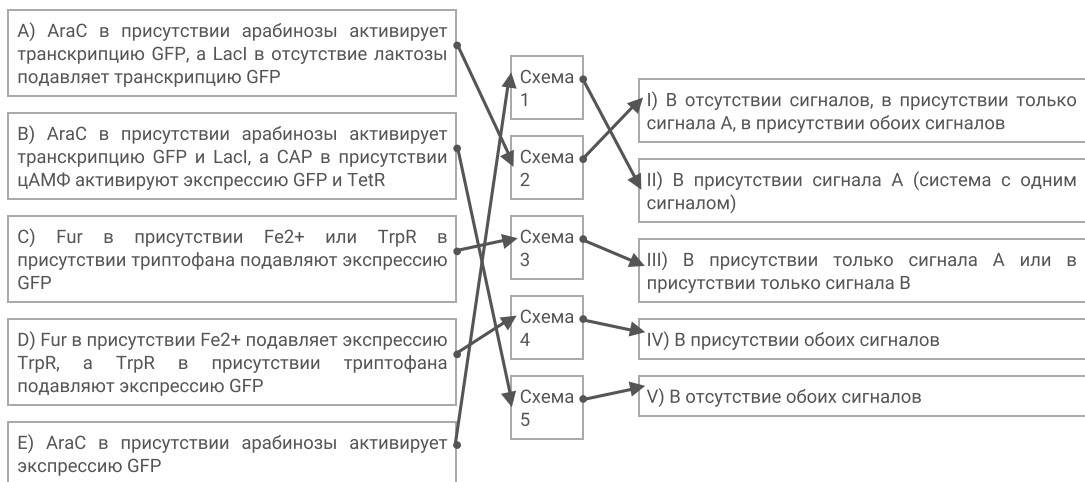 A) AraC в присутствии арабинозы активирует
транскрипцию GFP, а LacI в отсутствие лактозы
подавляет транскрипцию GFP
B) AraC в присутствии арабинозы активирует
транскрипцию GFP и LacI, а CAP в присутствии
цАМФ активируют экспрессию GFP и TetR
C) Fur в присутствии Fe2+ или TrpR в
присутствии триптофана подавляют экспрессию
GFP
D) Fur в присутствии Fe2+ подавляет экспрессию
TrpR, а TrpR в присутствии триптофана
подавляют экспрессию GFP
E) AraC в присутствии арабинозы активирует
экспрессию GFP
Схема
1
Схема
2
Схема
3
Схема
4
Схема
5
I) В отсутствии сигналов, в присутствии только
сигнала А, в присутствии обоих сигналов
II) В присутствии сигнала А (система с одним
сигналом)
III) В присутствии только сигнала А или в
присутствии только сигнала В
IV) В присутствии обоих сигналов
V) В отсутствие обоих сигналов